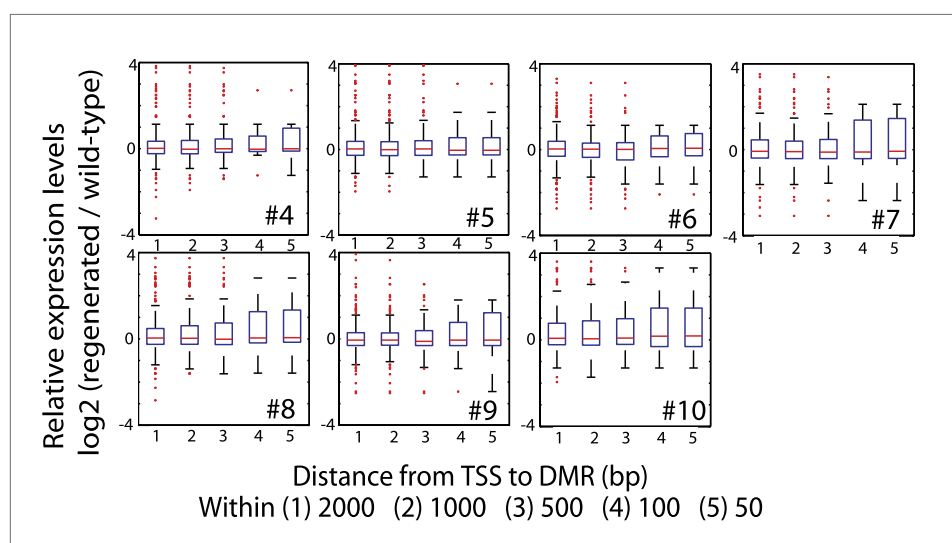 Relative expression levels
log2 (regenerated / wild-type)
4 4 4 4
0 0 0 0
#4 #5 #6 #7
-4 -4 -4 -4
1 2 3 4 5 1 2 3 4 5 1 2 3 4 5 1 2 3 4 5
4 4 4
0 0 0
#8 #9 #10
-4 -4 -4
1 2 3 4 5 1 2 3 4 5 1 2 3 4 5
Distance from TSS to DMR (bp)
Within (1) 2000 (2) 1000 (3) 500 (4) 100 (5) 50